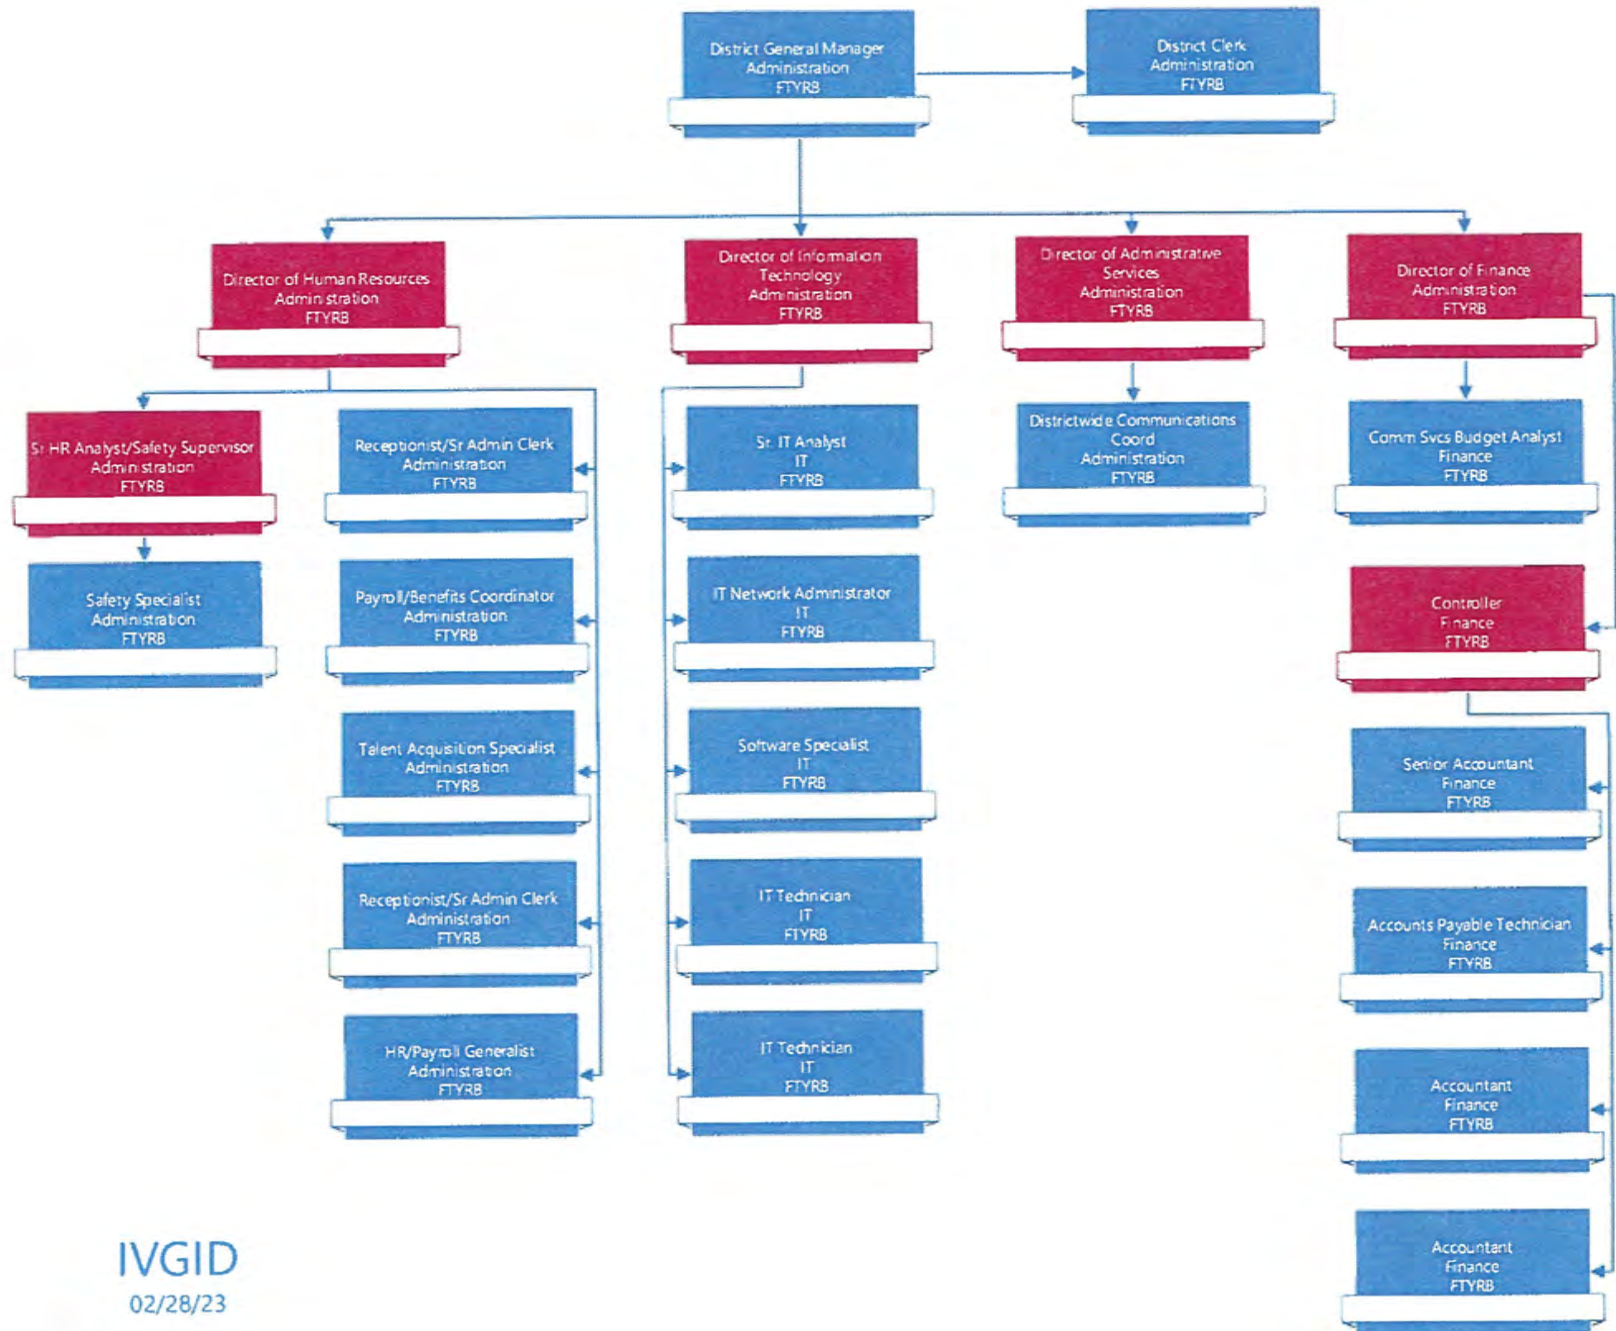 District General Manager
Administration
FTYRB
District Clerk
Administration
FTYRB
Director of Human Resources
Administration
FTYRB
Director of Information
Technology
Administration
FTYRB
Director of Administrative
Services
Administration
FTYRB
Director of Finance
Administration
FTYRB
Sr HR Analyst/Safety Supervisor
Administration
FTYRB
Receptionist/Sr Admin Clerk
Administration
FTYRB
Sr. IT Analyst
IT
FTYRB
Districtwide Communications
Coord
Administration
FTYRB
Comm Svcs Budget Analyst
Finance
FTYRB
Safety Specialist
Administration
FTYRB
Payroll/Benefits Coordinator
Administration
FTYRB
IT Network Administrator
IT
FTYRB
Controller
Finance
FTYRB
Talent Acquisition Specialist
Administration
FTYRB
Software Specialist
IT
FTYRB
Senior Accountant
Finance
FTYRB
Receptionist/Sr Admin Clerk
Administration
FTYRB
IT Technician
IT
FTYRB
Accounts Payable Technician
Finance
FTYRB
HR/Payroll Generalist
Administration
FTYRB
IT Technician
IT
FTYRB
Accountant
Finance
FTYRB
Accountant
Finance
FTYRB
IVGID
02/28/23